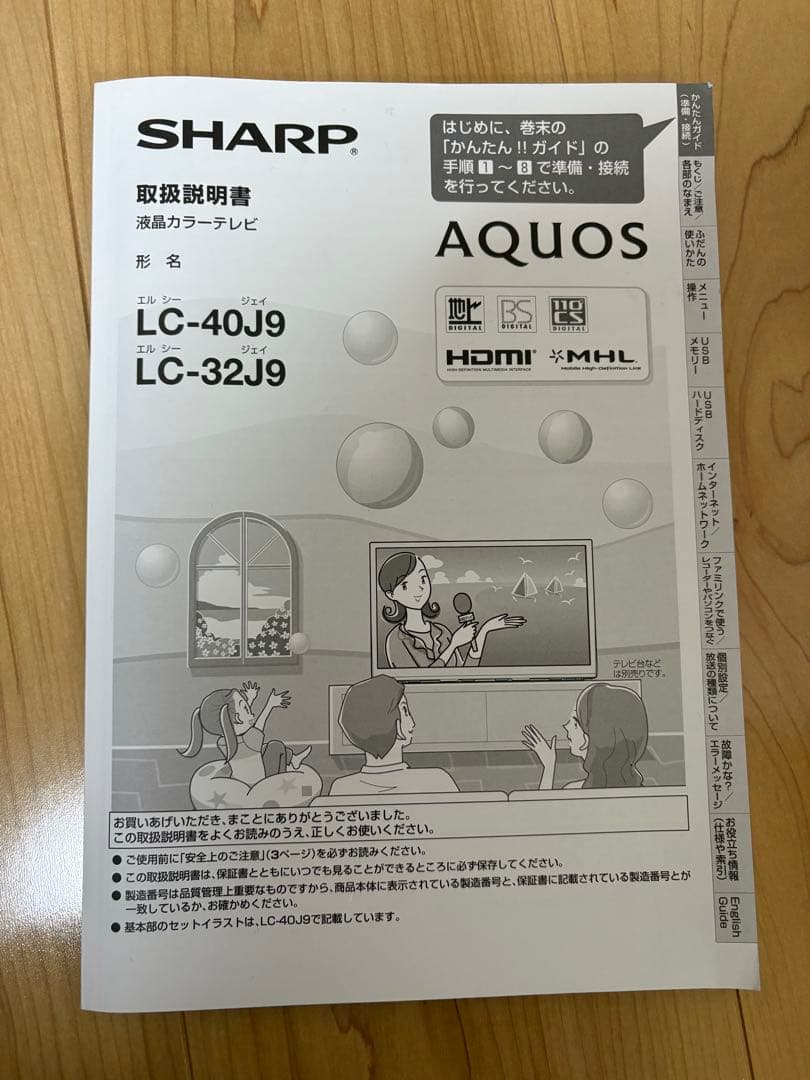 SHARP®
取扱説明書
液晶カラーテレビ
形 名
エル シー ジェイ
LC-40J9
エル シー ジェイ
LC-32J9
はじめに、巻末の
「かんたん!!ガイド」の
手順1~8で準備・接続
を行ってください。
AQUOS
地上 DIGITAL
BS DIGITAL
110度CS DIGITAL
HDMI®
HIGH-DEFINITION MULTIMEDIA INTERFACE
MHL
Mobile High-Definition Link
テレビ台など
は別売りです。
お買いあげいただき、まことにありがとうございました。
この取扱説明書をよくお読みのうえ、正しくお使いください。
● ご使用前に「安全上のご注意」(3ページ)を必ずお読みください。
● この取扱説明書は、保証書とともにいつでも見ることができるところに必ず保存してください。
● 製造番号は品質管理上重要なものですから、商品本体に表示されている製造番号と、保証書に記載されている製造番号とが
一致しているか、お確かめください。
● 基本部のセットイラストは、LC-40J9で記載しています。
かんたんガイド
(準備・接続)
もくじ/ご注意/
各部のなまえ
ふだんの
使いかた
メニュー
操作
USB
メモリー
USB
ハードディスク
インターネット/
ホームネットワーク
ファミリンクで使う/
レコーダーやパソコンをつなぐ
個別設定/
放送の種類について
故障かな?/
エラーメッセージ
お役立ち情報
(仕様や索引)
English
Guide